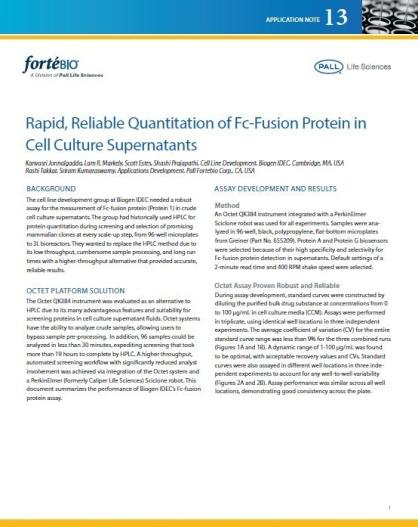 APPLICATION NOTE 13
fortéBIO
A Division of Pall Life Sciences
PALL Life Sciences
Rapid, Reliable Quantitation of Fc-Fusion Protein in
Cell Culture Supernatants
Kanwasi Jonnalgadda, Lam R. Markely, Scott Estes, Shashi Prajapathi, Cell Line Development, Biogen IDEC, Cambridge, MA, USA
Rashi Takkar, Sriram Kumaraswamy, Applications Development, Pall Fortebio Corp., CA, USA
BACKGROUND
The cell line development group at Biogen IDEC needed a robust
assay for the measurement of Fc-fusion protein (Protein 1) in crude
cell culture supernatants. The group had historically used HPLC for
protein quantitation during screening and selection of promising
mammalian clones at every scale-up step, from 96-well microplates
to 3L bioreactors. They wanted to replace the HPLC method due to
its low throughput, cumbersome sample processing, and long run
times with a higher-throughput alternative that provided accurate,
reliable results.
OCTET PLATFORM SOLUTION
The Octet QK384 instrument was evaluated as an alternative to
HPLC due to its many advantageous features and suitability for
screening proteins in cell culture supernatant fluids. Octet systems
have the ability to analyze crude samples, allowing users to
bypass sample pre-processing. In addition, 96 samples could be
analyzed in less than 30 minutes, expediting screening that took
more than 19 hours to complete by HPLC. A higher throughput,
automated screening workflow with significantly reduced analyst
involvement was achieved via integration of the Octet system and
a PerkinElmer (formerly Caliper Life Sciences) Sciclone robot. This
document summarizes the performance of Biogen IDEC's Fc-fusion
protein assay.
ASSAY DEVELOPMENT AND RESULTS
Method
An Octet QK384 instrument integrated with a PerkinElmer
Sciclone robot was used for all experiments. Samples were ana-
lyzed in 96-well, black, polypropylene, flat-bottom microplates
from Greiner (Part No. 655209). Protein A and Protein G biosensors
were selected because of their high specificity and selectivity for
Fc-fusion protein detection in supernatants. Default settings of a
2-minute read time and 400 RPM shake speed were selected.
Octet Assay Proven Robust and Reliable
During assay development, standard curves were constructed by
diluting the purified bulk drug substance at concentrations from 0
to 100 µg/mL in cell culture media (CCM). Assays were performed
in triplicate, using identical well locations in three independent
experiments. The average coefficient of variation (CV) for the entire
standard curve range was less than 9% for the three combined runs
(Figures 1A and 1B). A dynamic range of 1-100 µg/mL was found
to be optimal, with acceptable recovery values and CVs. Standard
curves were also assayed in different well locations in three inde-
pendent experiments to account for any well-to-well variability
(Figures 2A and 2B). Assay performance was similar across all well
locations, demonstrating good consistency across the plate.
1